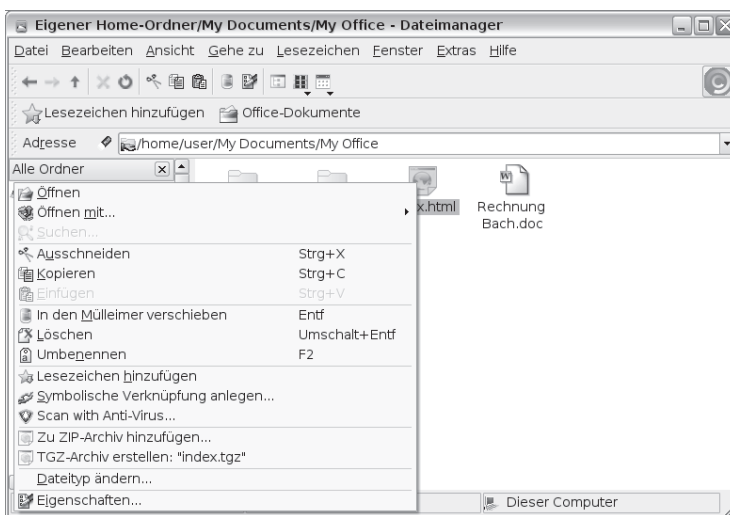 Eigener Home-Ordner/My Documents/My Office - Dateimanager
Datei Bearbeiten Ansicht Gehe zu Lesezeichen Fenster Extras Hilfe
Lesezeichen hinzufügen Office-Dokumente
Adresse /home/user/My Documents/My Office
Alle Ordner
x.html Rechnung
Bach.doc
Öffnen
Öffnen mit...
Suchen...
Ausschneiden Strg+X
Kopieren Strg+C
Einfügen Strg+V
In den Mülleimer verschieben Entf
Löschen Umschalt+Entf
Umbenennen F2
Lesezeichen hinzufügen
Symbolische Verknüpfung anlegen...
Scan with Anti-Virus...
Zu ZIP-Archiv hinzufügen...
TGZ-Archiv erstellen: "index.tgz"
Dateityp ändern...
Eigenschaften...
Dieser Computer